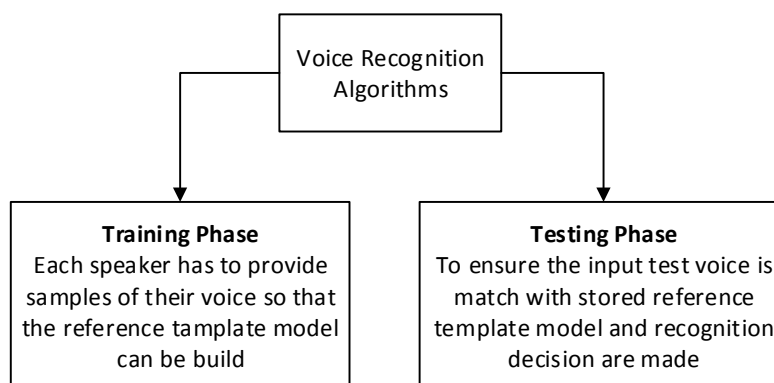 Voice Recognition
Algorithms
Training Phase
Each speaker has to provide
samples of their voice so that
the reference tamplate model
can be build
Testing Phase
To ensure the input test voice is
match with stored reference
template model and recognition
decision are made